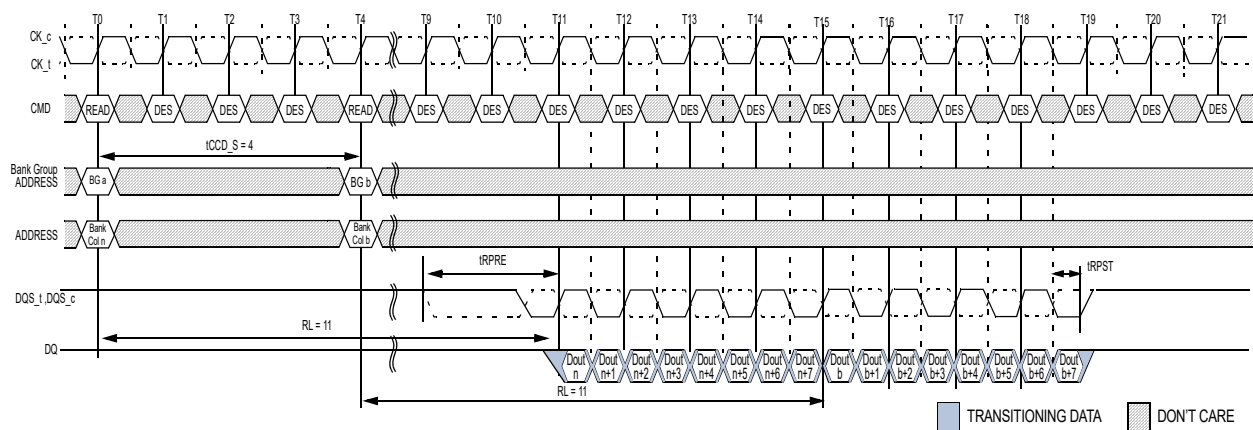 T0 T1 T2 T3 T4 T9 T10 T11 T12 T13 T14 T15 T16 T17 T18 T19 T20 T21
CK_c
CK_t
CMD READ DES DES DES READ DES DES DES DES DES DES DES DES DES DES DES DES DES
tCCD_S = 4
Bank Group
ADDRESS
BG a BG b
ADDRESS
Bank
Col n
Bank
Col b
tRPRE tRPST
DQS_t ,DQS_c
RL = 11
DQ
Dout
n
Dout
n+1
Dout
n+2
Dout
n+3
Dout
n+4
Dout
n+5
Dout
n+6
Dout
n+7
Dout
b
Dout
b+1
Dout
b+2
Dout
b+3
Dout
b+4
Dout
b+5
Dout
b+6
Dout
b+7
RL = 11
TRANSITIONING DATA DON'T CARE